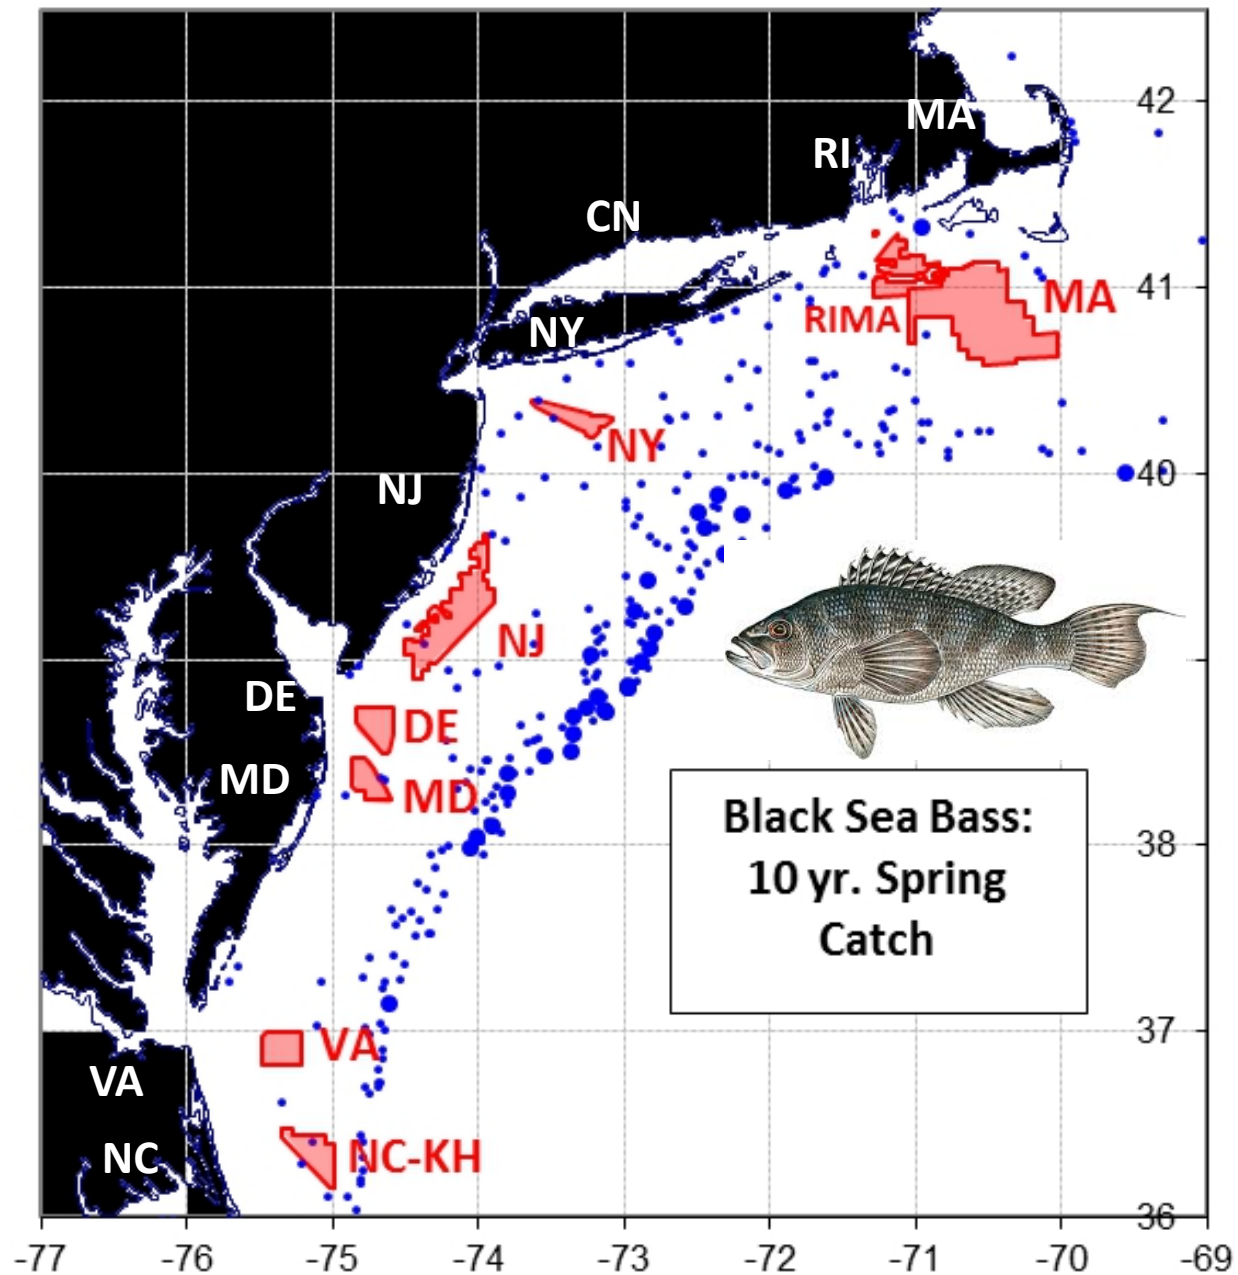 42
MA
RI
CN
41
MA
RIMA
NY
NY
40
NJ
NJ
DE
DE
MD
MD
Black Sea Bass:
10 yr. Spring
Catch
38
37
VA
VA
NC
NC-KH
36
-77 -76 -75 -74 -73 -72 -71 -70 -69